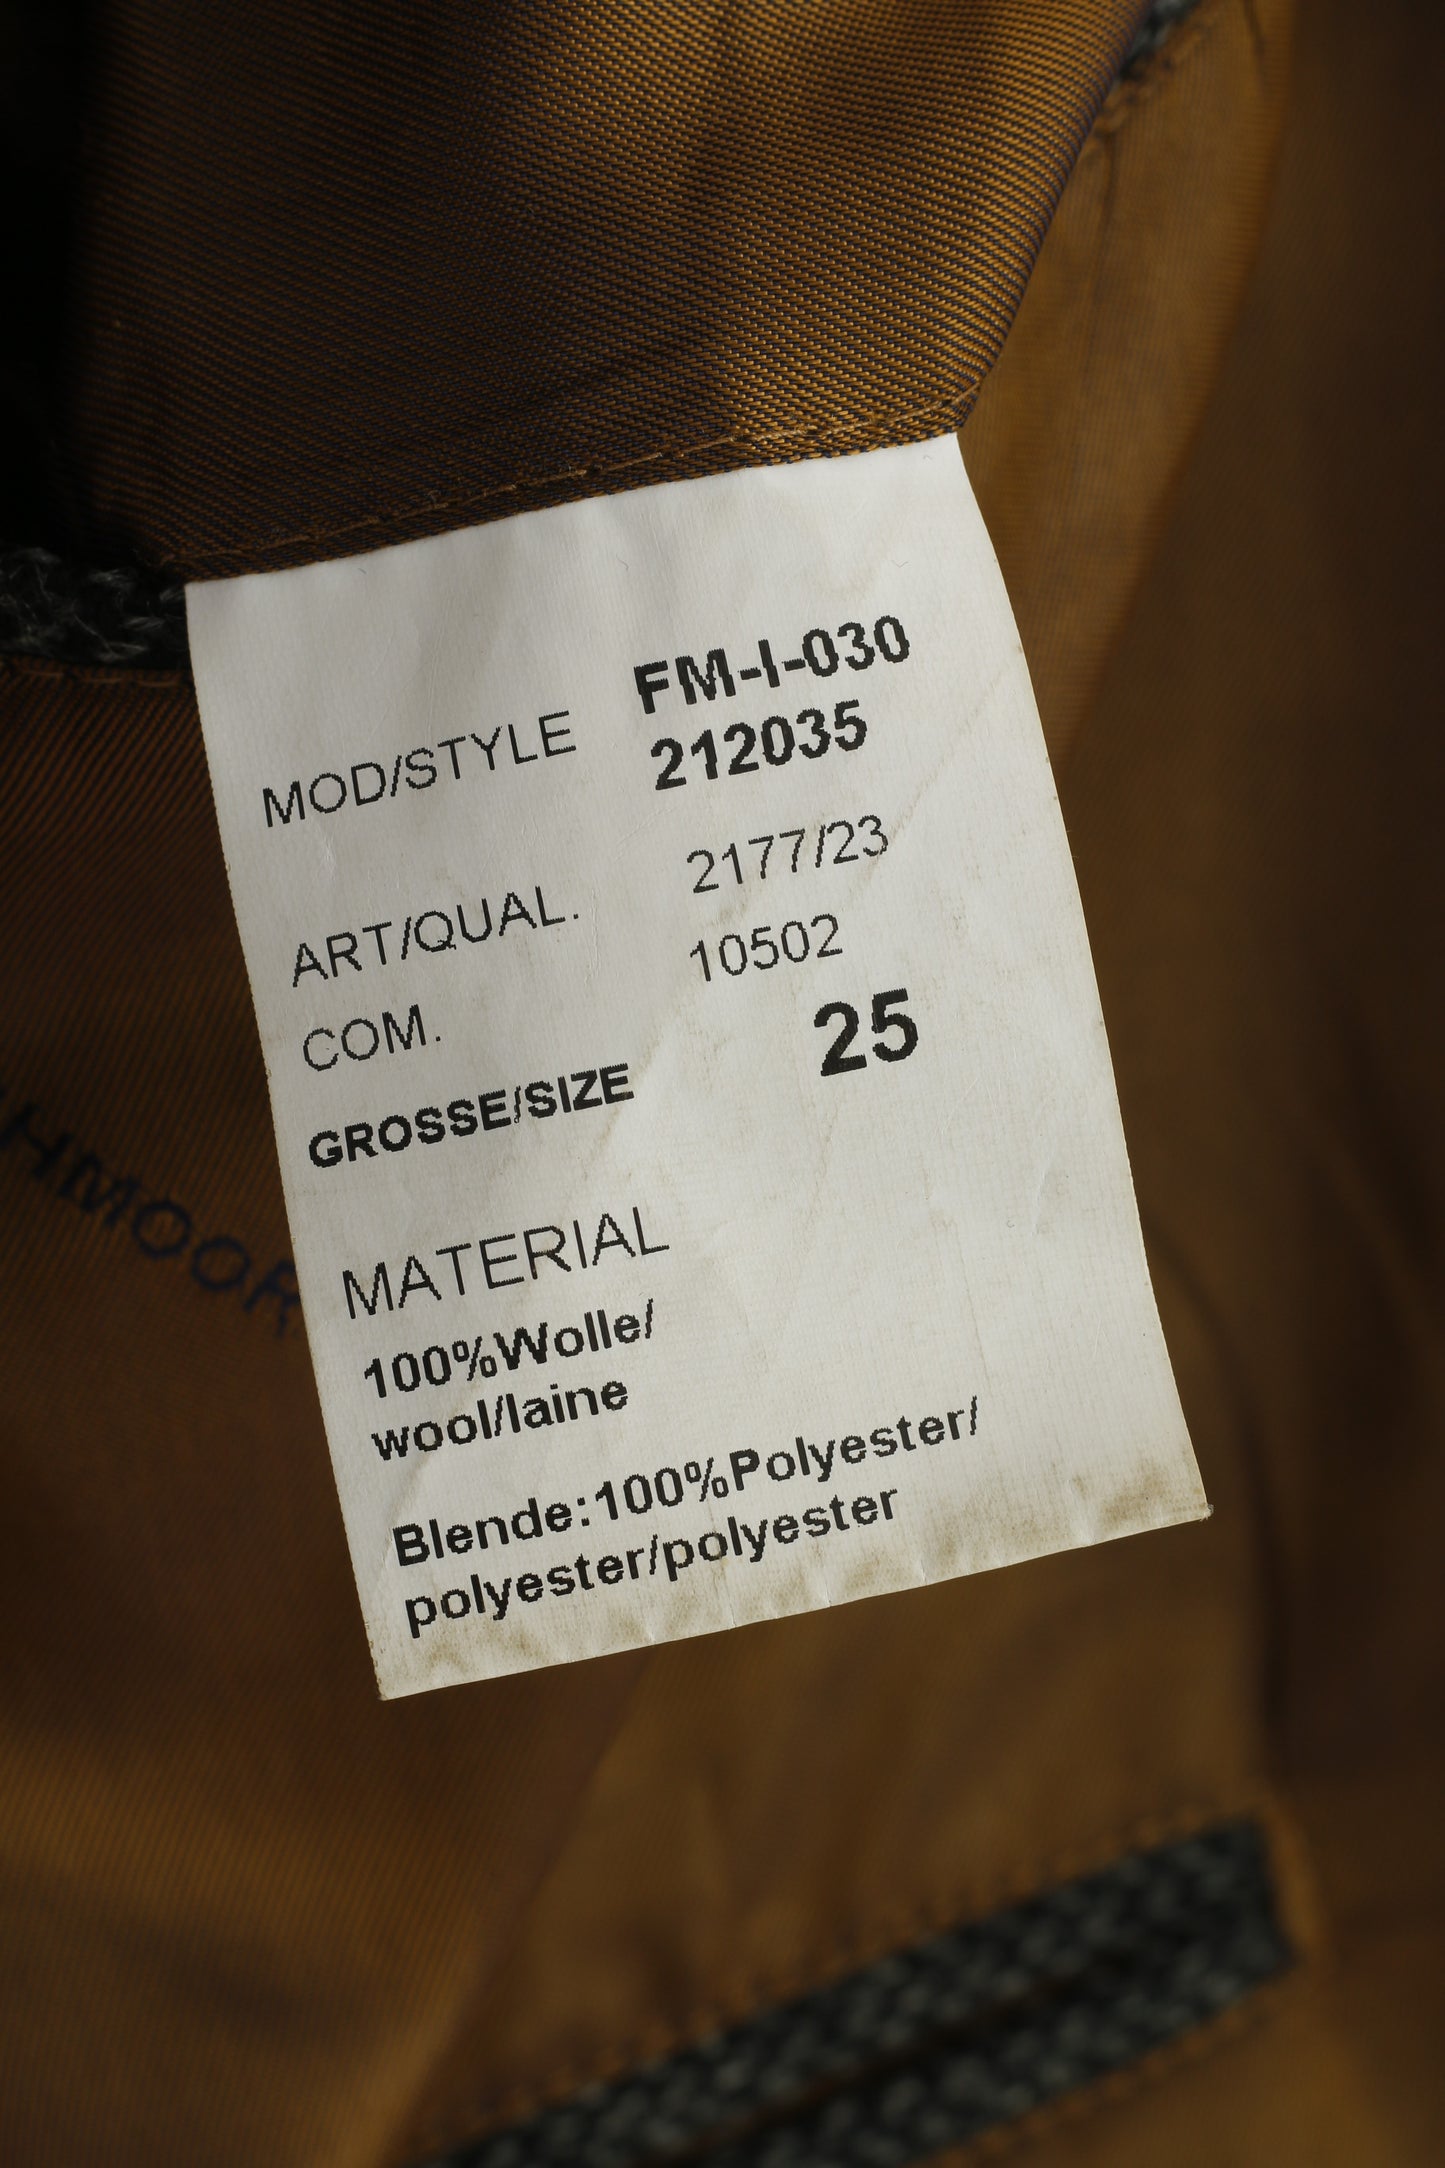 FM-I-030
MOD/STYLE 212035
ART/QUAL. 2177/23
COM. 10502
GROSSE/SIZE 25
MATERIAL
100%Wolle/
wool/laine
Blende:100%Polyester/
polyester/polyester
HMOOR